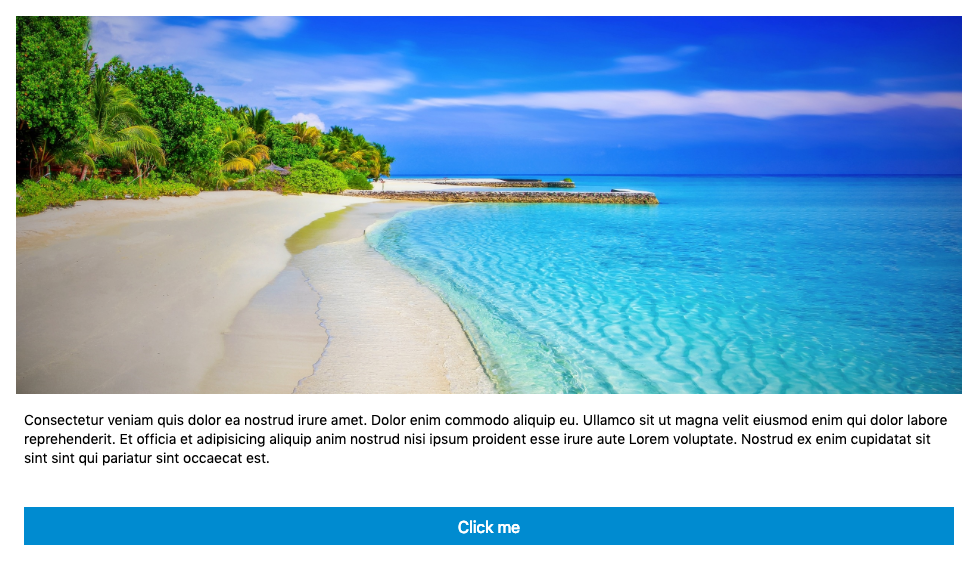 Consectetur veniam quis dolor ea nostrud irure amet. Dolor enim commodo aliquip eu. Ullamco sit ut magna velit eiusmod enim qui dolor labore
reprehenderit. Et officia et adipisicing aliquip anim nostrud nisi ipsum proident esse irure aute Lorem voluptate. Nostrud ex enim cupidatat sit
sint sint qui pariatur sint occaecat est.
Click me